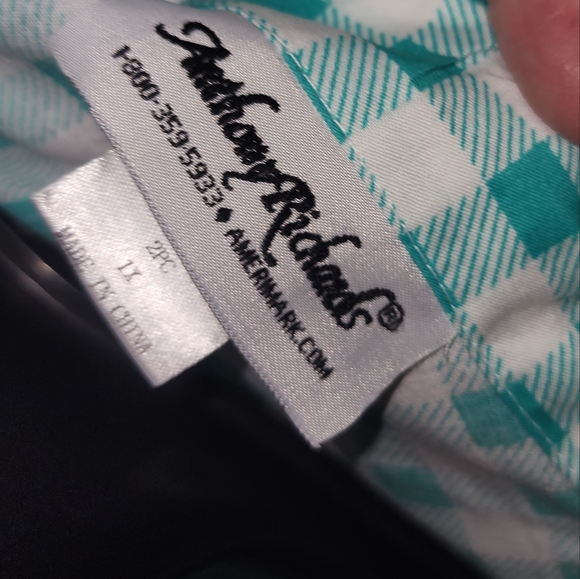 Anthony Richards®
1-800-359-5933 ◆ AMERIMARK.COM
2PC
1X
MADE IN CHINA